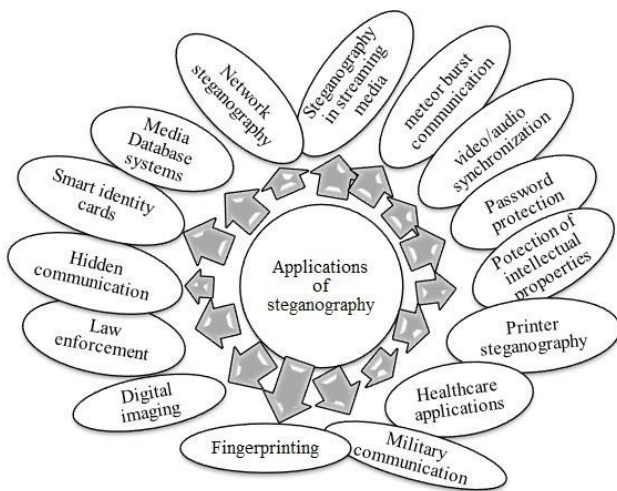 Applications
of
steganography
Steganography
in streaming
media
meteor burst
communication
video/audio
synchronization
Password
protection
Potection of
intellectual
propoerties
Printer
steganography
Healthcare
applications
Military
communication
Fingerprinting
Digital
imaging
Law
enforcement
Hidden
communication
Smart identity
cards
Media
Database
systems
Network
steganography